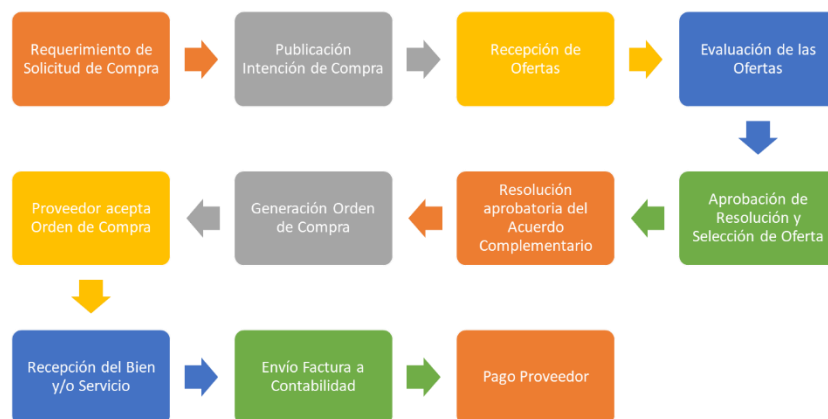 Requerimiento de
Solicitud de Compra
Publicación
Intención de Compra
Recepción de
Ofertas
Evaluación de las
Ofertas
Aprobación de
Resolución y
Selección de Oferta
Resolución
aprobatoria del
Acuerdo
Complementario
Generación Orden
de Compra
Proveedor acepta
Orden de Compra
Recepción del Bien
y/o Servicio
Envío Factura a
Contabilidad
Pago Proveedor